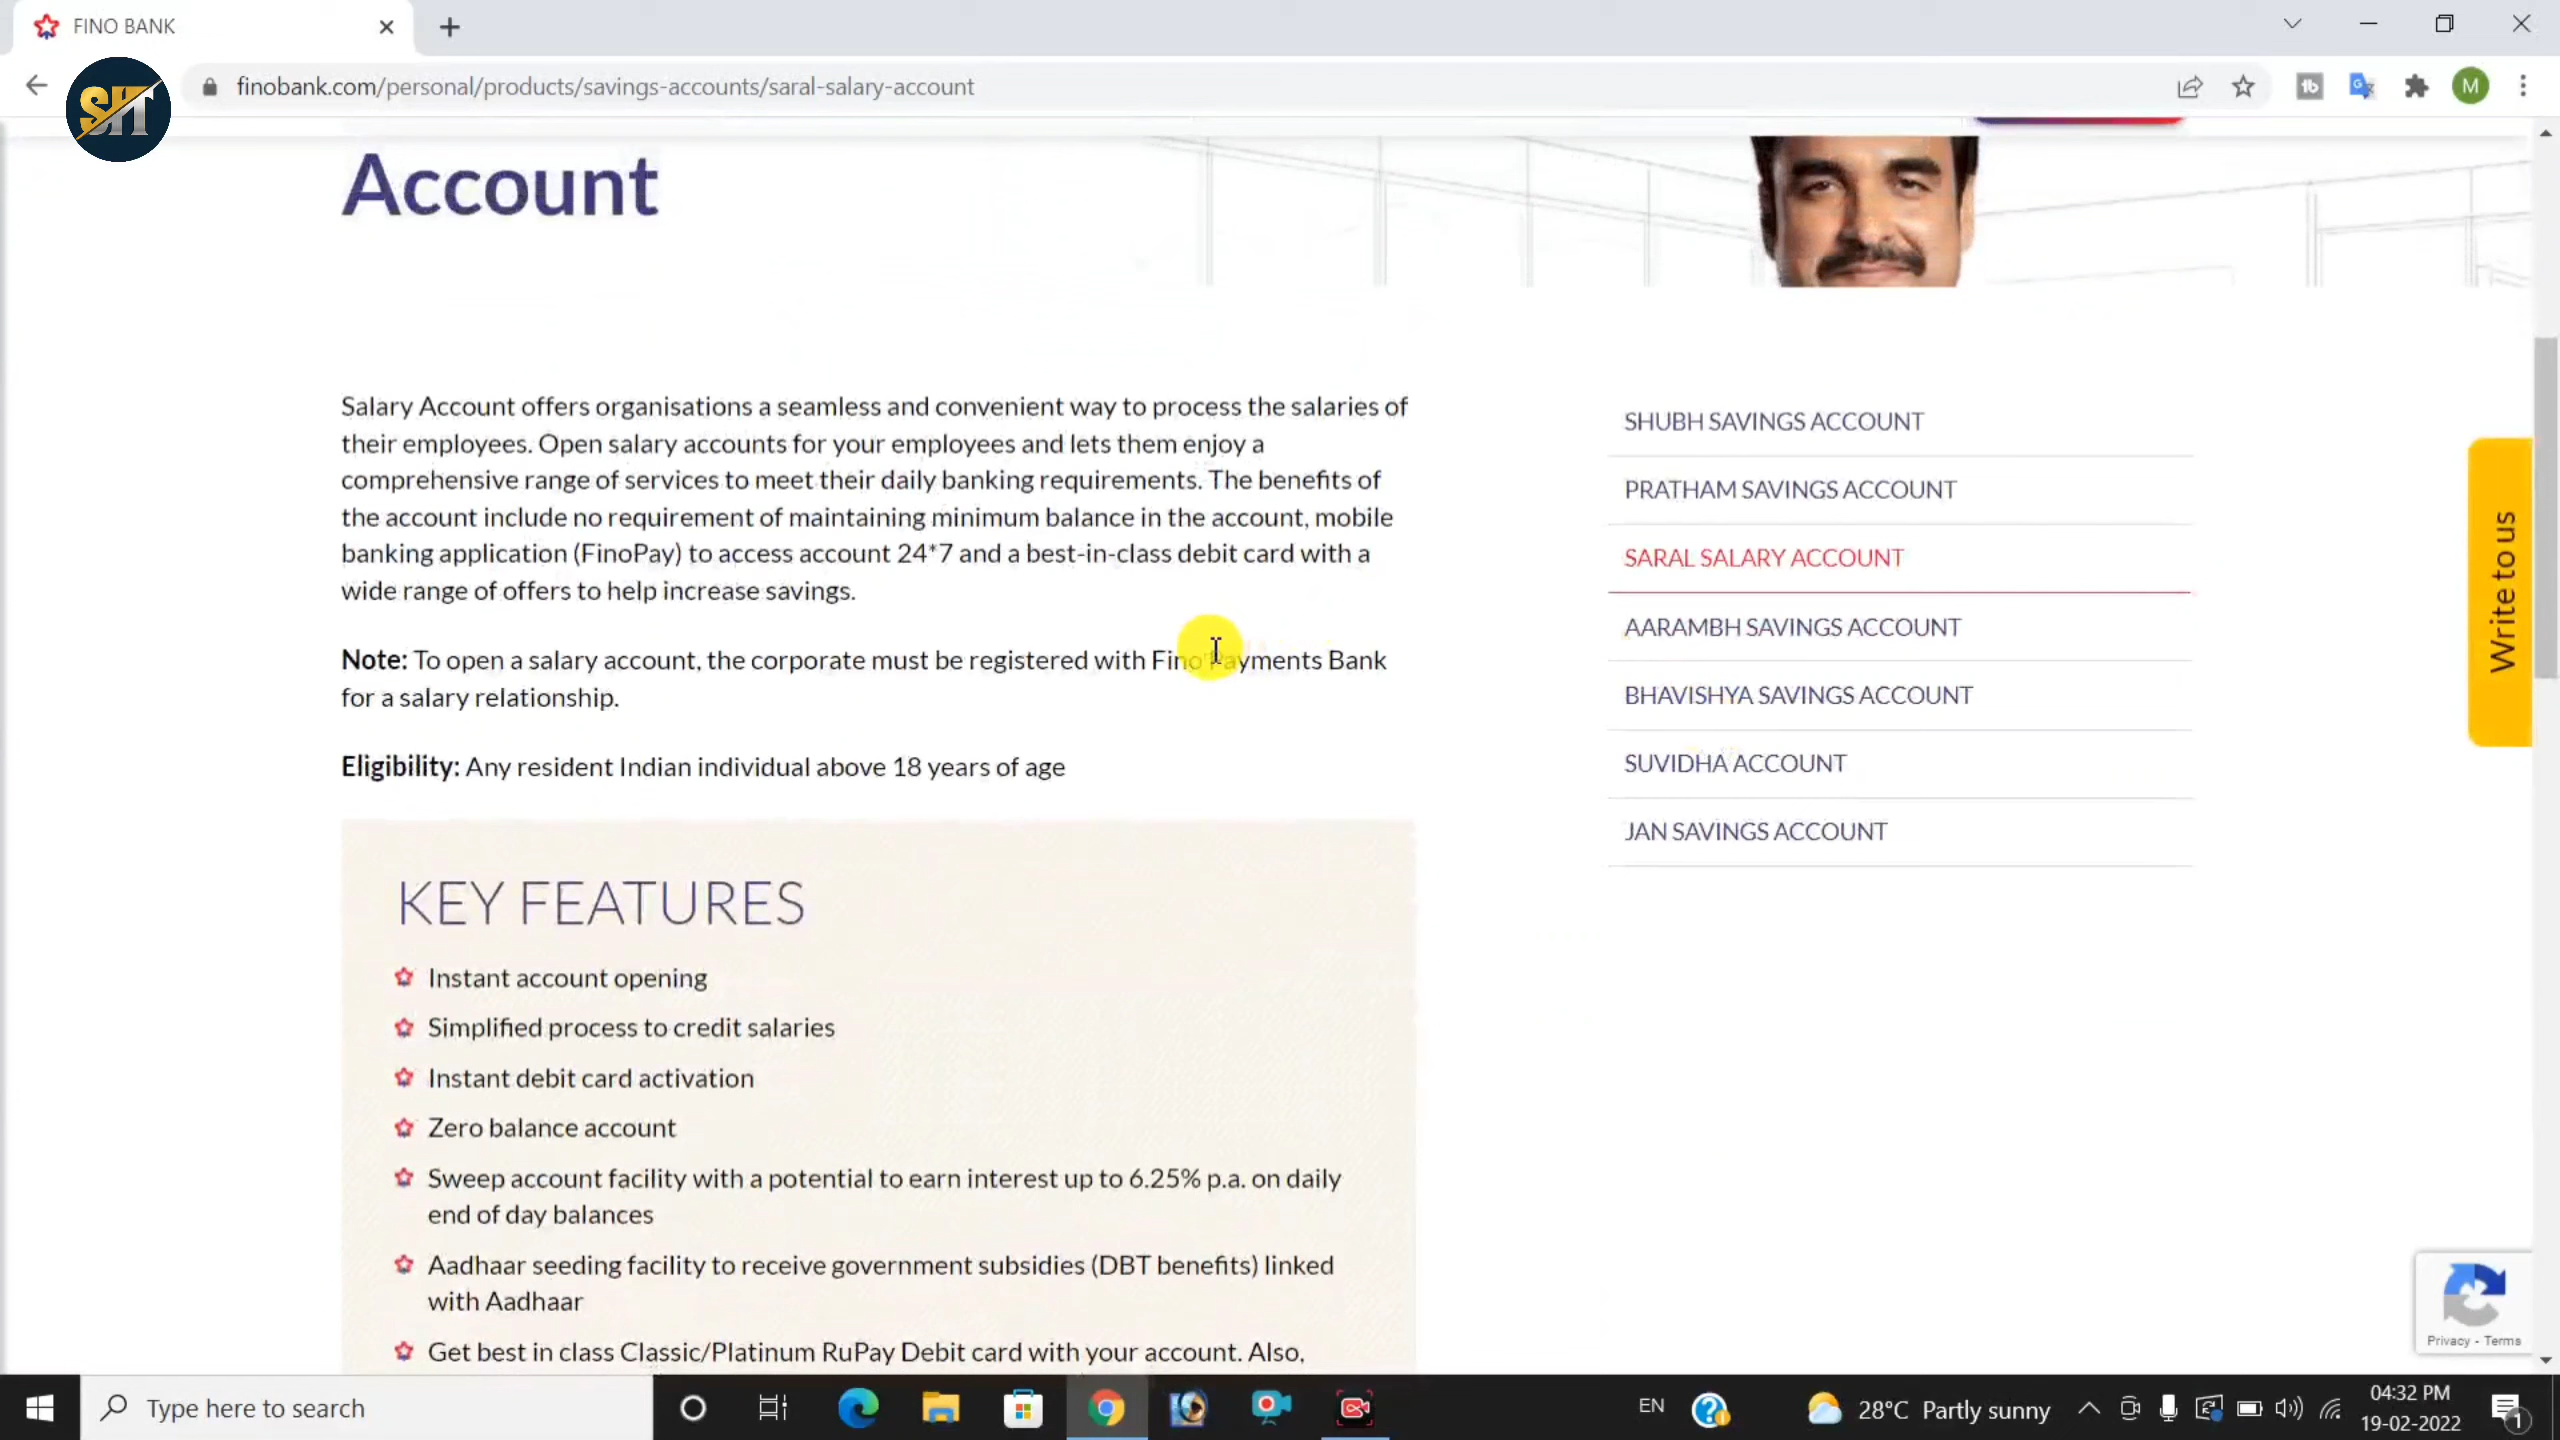 FINO BANK
SHT
finobank.com/personal/products/savings-accounts/saral-salary-account
M
Account
Salary Account offers organisations a seamless and convenient way to process the salaries of
their employees. Open salary accounts for your employees and lets them enjoy a
comprehensive range of services to meet their daily banking requirements. The benefits of
the account include no requirement of maintaining minimum balance in the account, mobile
banking application (FinoPay) to access account 24*7 and a best-in-class debit card with a
wide range of offers to help increase savings.
Note: To open a salary account, the corporate must be registered with Fino Payments Bank
for a salary relationship.
Eligibility: Any resident Indian individual above 18 years of age
KEY FEATURES
Instant account opening
Simplified process to credit salaries
Instant debit card activation
Zero balance account
Sweep account facility with a potential to earn interest up to 6.25% p.a. on daily
end of day balances
Aadhaar seeding facility to receive government subsidies (DBT benefits) linked
with Aadhaar
Get best in class Classic/Platinum RuPay Debit card with your account. Also,
SHUBH SAVINGS ACCOUNT
PRATHAM SAVINGS ACCOUNT
SARAL SALARY ACCOUNT
AARAMBH SAVINGS ACCOUNT
BHAVISHYA SAVINGS ACCOUNT
SUVIDHA ACCOUNT
JAN SAVINGS ACCOUNT
Write to us
Privacy - Terms
Type here to search
EN
28°C Partly sunny
04:32 PM
19-02-2022
1